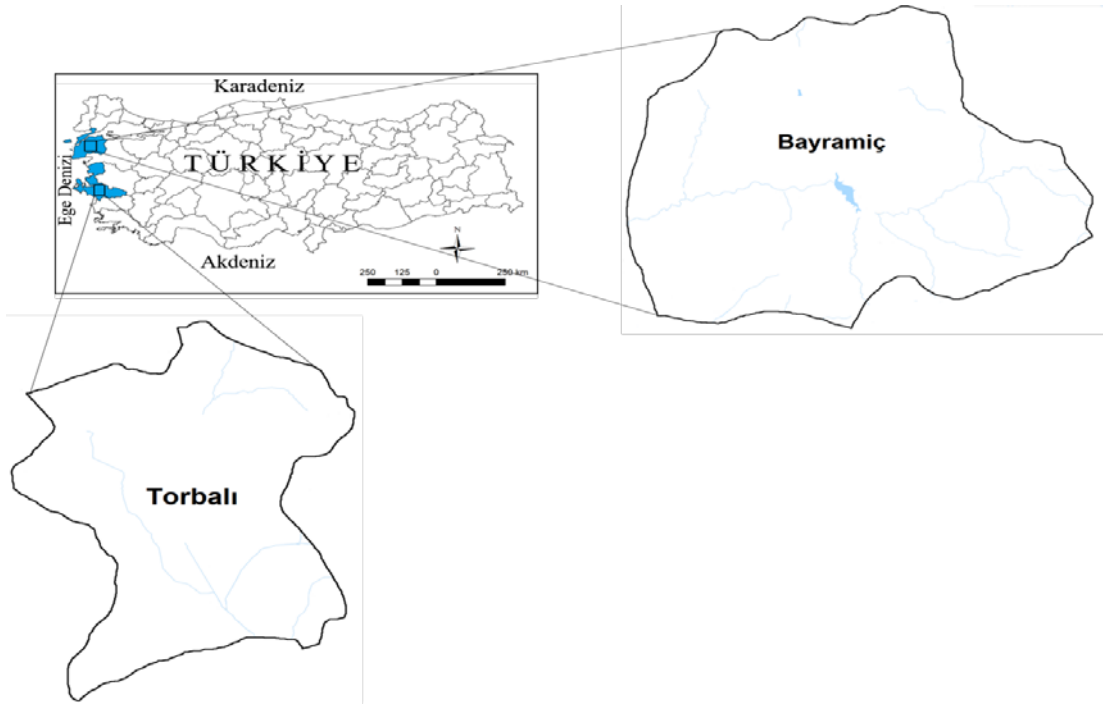 Karadeniz
TÜRKİYE
Ege Denizi
Akdeniz
N
250 125 0 250 km
Bayramiç
Torbalı